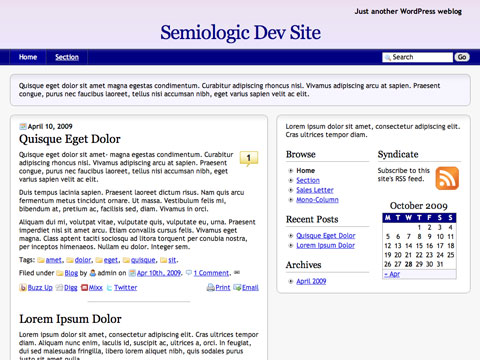 Just another WordPress weblog
Semiologic Dev Site
Home Section Search Go
Quisque eget dolor sit amet magna egestas condimentum. Curabitur adipiscing rhoncus nisl. Vivamus adipiscing arcu at sapien. Praesent
congue, purus nec faucibus laoreet, tellus nisi accumsan nibh, eget varius sapien velit ac elit.
April 10, 2009
Quisque Eget Dolor
Quisque eget dolor sit amet- magna egestas condimentum. Curabitur
adipiscing rhoncus nisl. Vivamus adipiscing arcu at sapien. Praesent
congue, purus nec faucibus laoreet, tellus nisi accumsan nibh, eget
varius sapien velit ac elit.
1
Duis tempus lacinia sapien. Praesent laoreet dictum risus. Nam quis arcu
fermentum metus tincidunt ornare. Ut massa. Vestibulum felis mi,
bibendum at, pretium ac, facilisis sed, diam. Vivamus in orci.
Aliquam dui mi, volutpat vitae, vulputate quis, vulputate eu, urna. Praesent
imperdiet nisi sit amet arcu. Etiam convallis cursus felis. Vivamus eget
magna. Class aptent taciti sociosqu ad litora torquent per conubia nostra,
per inceptos himenaeos. Nullam eu dolor. Integer sem.
Tags: amet, dolor, eget, quisque, sit.
Filed under Blog by admin on Apr 10th, 2009. 1 Comment.
Buzz Up Digg Mixx Twitter Print Email
Lorem Ipsum Dolor
Lorem ipsum dolor sit amet, consectetur adipiscing elit. Cras ultrices
tempor diam. Aliquam nunc enim, iaculis id, suscipit ac, ultrices a, orci. In feugiat,
dui sed malesuada fringilla, libero lorem aliquet nibh, quis sodales purus
Lorem ipsum dolor sit amet, consectetur adipiscing elit.
Cras ultrices tempor diam.
Browse
Home
Section
Sales Letter
Mono-Column
Recent Posts
Quisque Eget Dolor
Lorem Ipsum Dolor
Archives
April 2009
Syndicate
Subscribe to this
site's RSS feed.
October 2009
M T W T F S S
1 2 3 4
5 6 7 8 9 10 11
12 13 14 15 16 17 18
19 20 21 22 23 24 25
26 27 28 29 30 31
« Apr